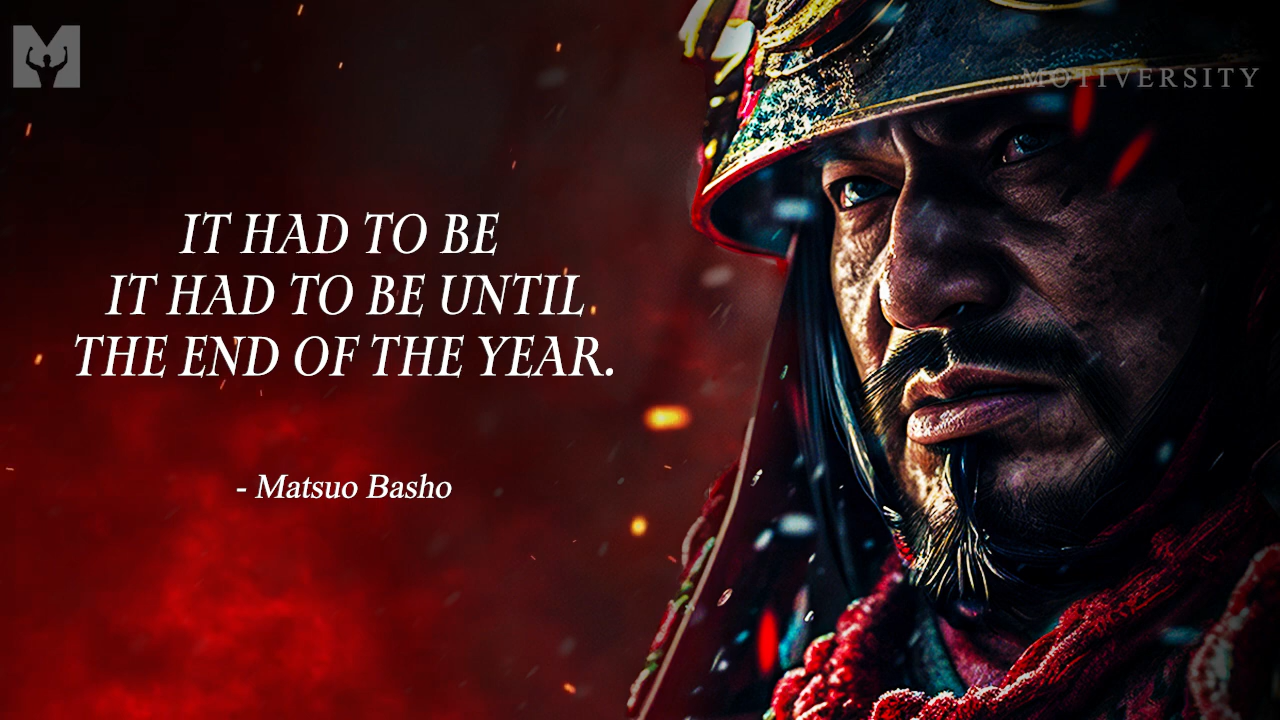 MOTIVERSITY
IT HAD TO BE
IT HAD TO BE UNTIL
THE END OF THE YEAR.
- Matsuo Basho